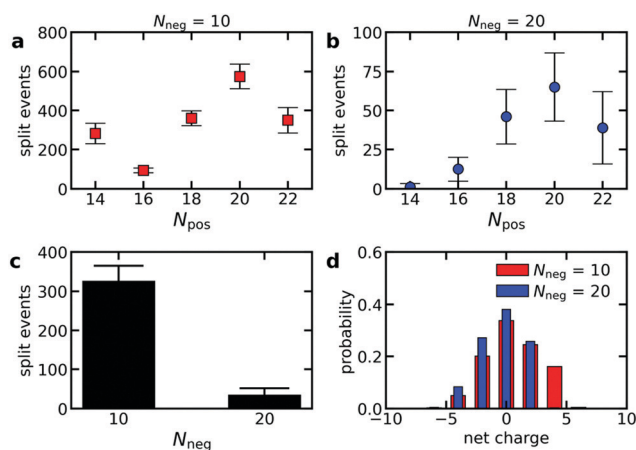 a
N_neg = 10
800
600
400
200
0
split events
14 16 18 20 22
N_pos
b
N_neg = 20
100
75
50
25
0
split events
14 16 18 20 22
N_pos
c
400
300
200
100
0
split events
10 20
N_neg
d
N_neg = 10
N_neg = 20
0.6
0.4
0.2
0.0
probability
−10 −5 0 5 10
net charge